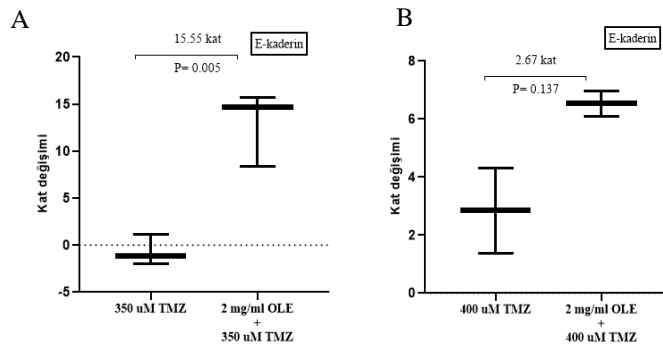 A
15.55 kat
E-kaderin
P= 0.005
Kat değişimi
20
15
10
5
0
-5
350 uM TMZ
2 mg/ml OLE
+
350 uM TMZ
B
E-kaderin
2.67 kat
P= 0.137
Kat değişimi
8
6
4
2
0
400 uM TMZ
2 mg/ml OLE
+
400 uM TMZ